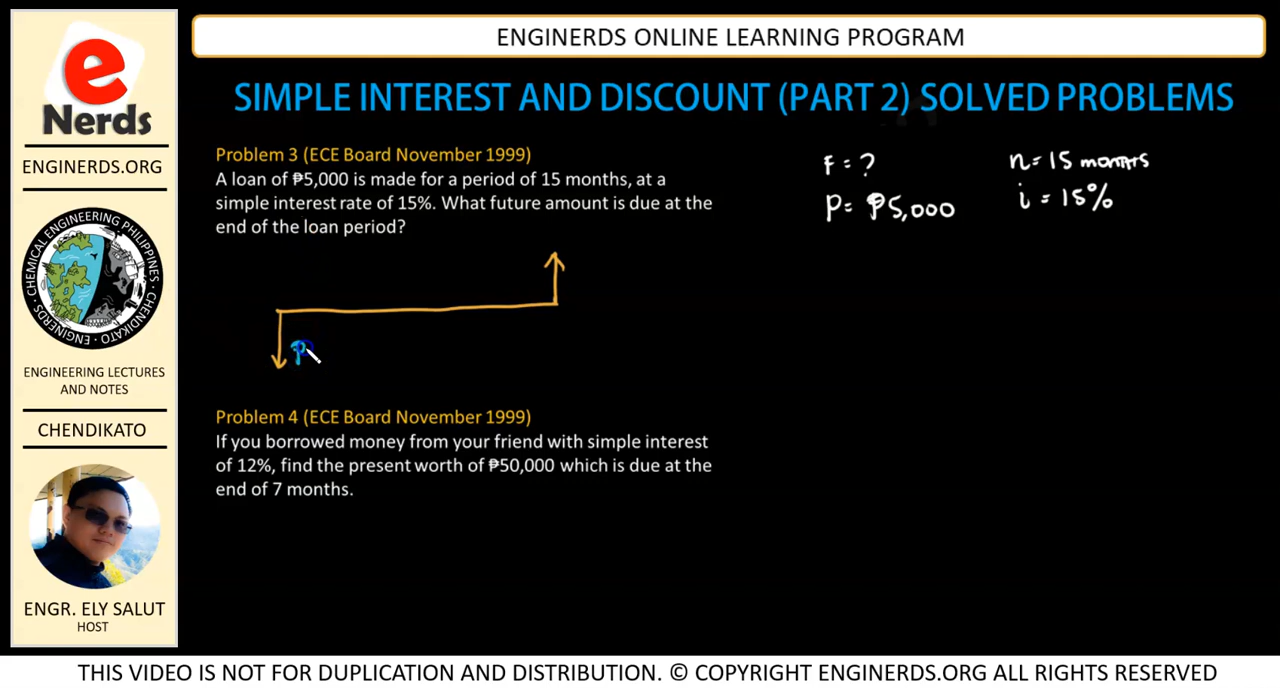 ENGINERDS ONLINE LEARNING PROGRAM
SIMPLE INTEREST AND DISCOUNT (PART 2) SOLVED PROBLEMS
e
Nerds
ENGINERDS.ORG
CHEMICAL ENGINEERING PHILIPPINES
ENGINERDS · CHENDIKATO
ENGINEERING LECTURES
AND NOTES
CHENDIKATO
ENGR. ELY SALUT
HOST
Problem 3 (ECE Board November 1999)
A loan of ₱5,000 is made for a period of 15 months, at a
simple interest rate of 15%. What future amount is due at the
end of the loan period?
F = ?
P = ₱5,000
n = 15 months
i = 15%
P
Problem 4 (ECE Board November 1999)
If you borrowed money from your friend with simple interest
of 12%, find the present worth of ₱50,000 which is due at the
end of 7 months.
THIS VIDEO IS NOT FOR DUPLICATION AND DISTRIBUTION. © COPYRIGHT ENGINERDS.ORG ALL RIGHTS RESERVED